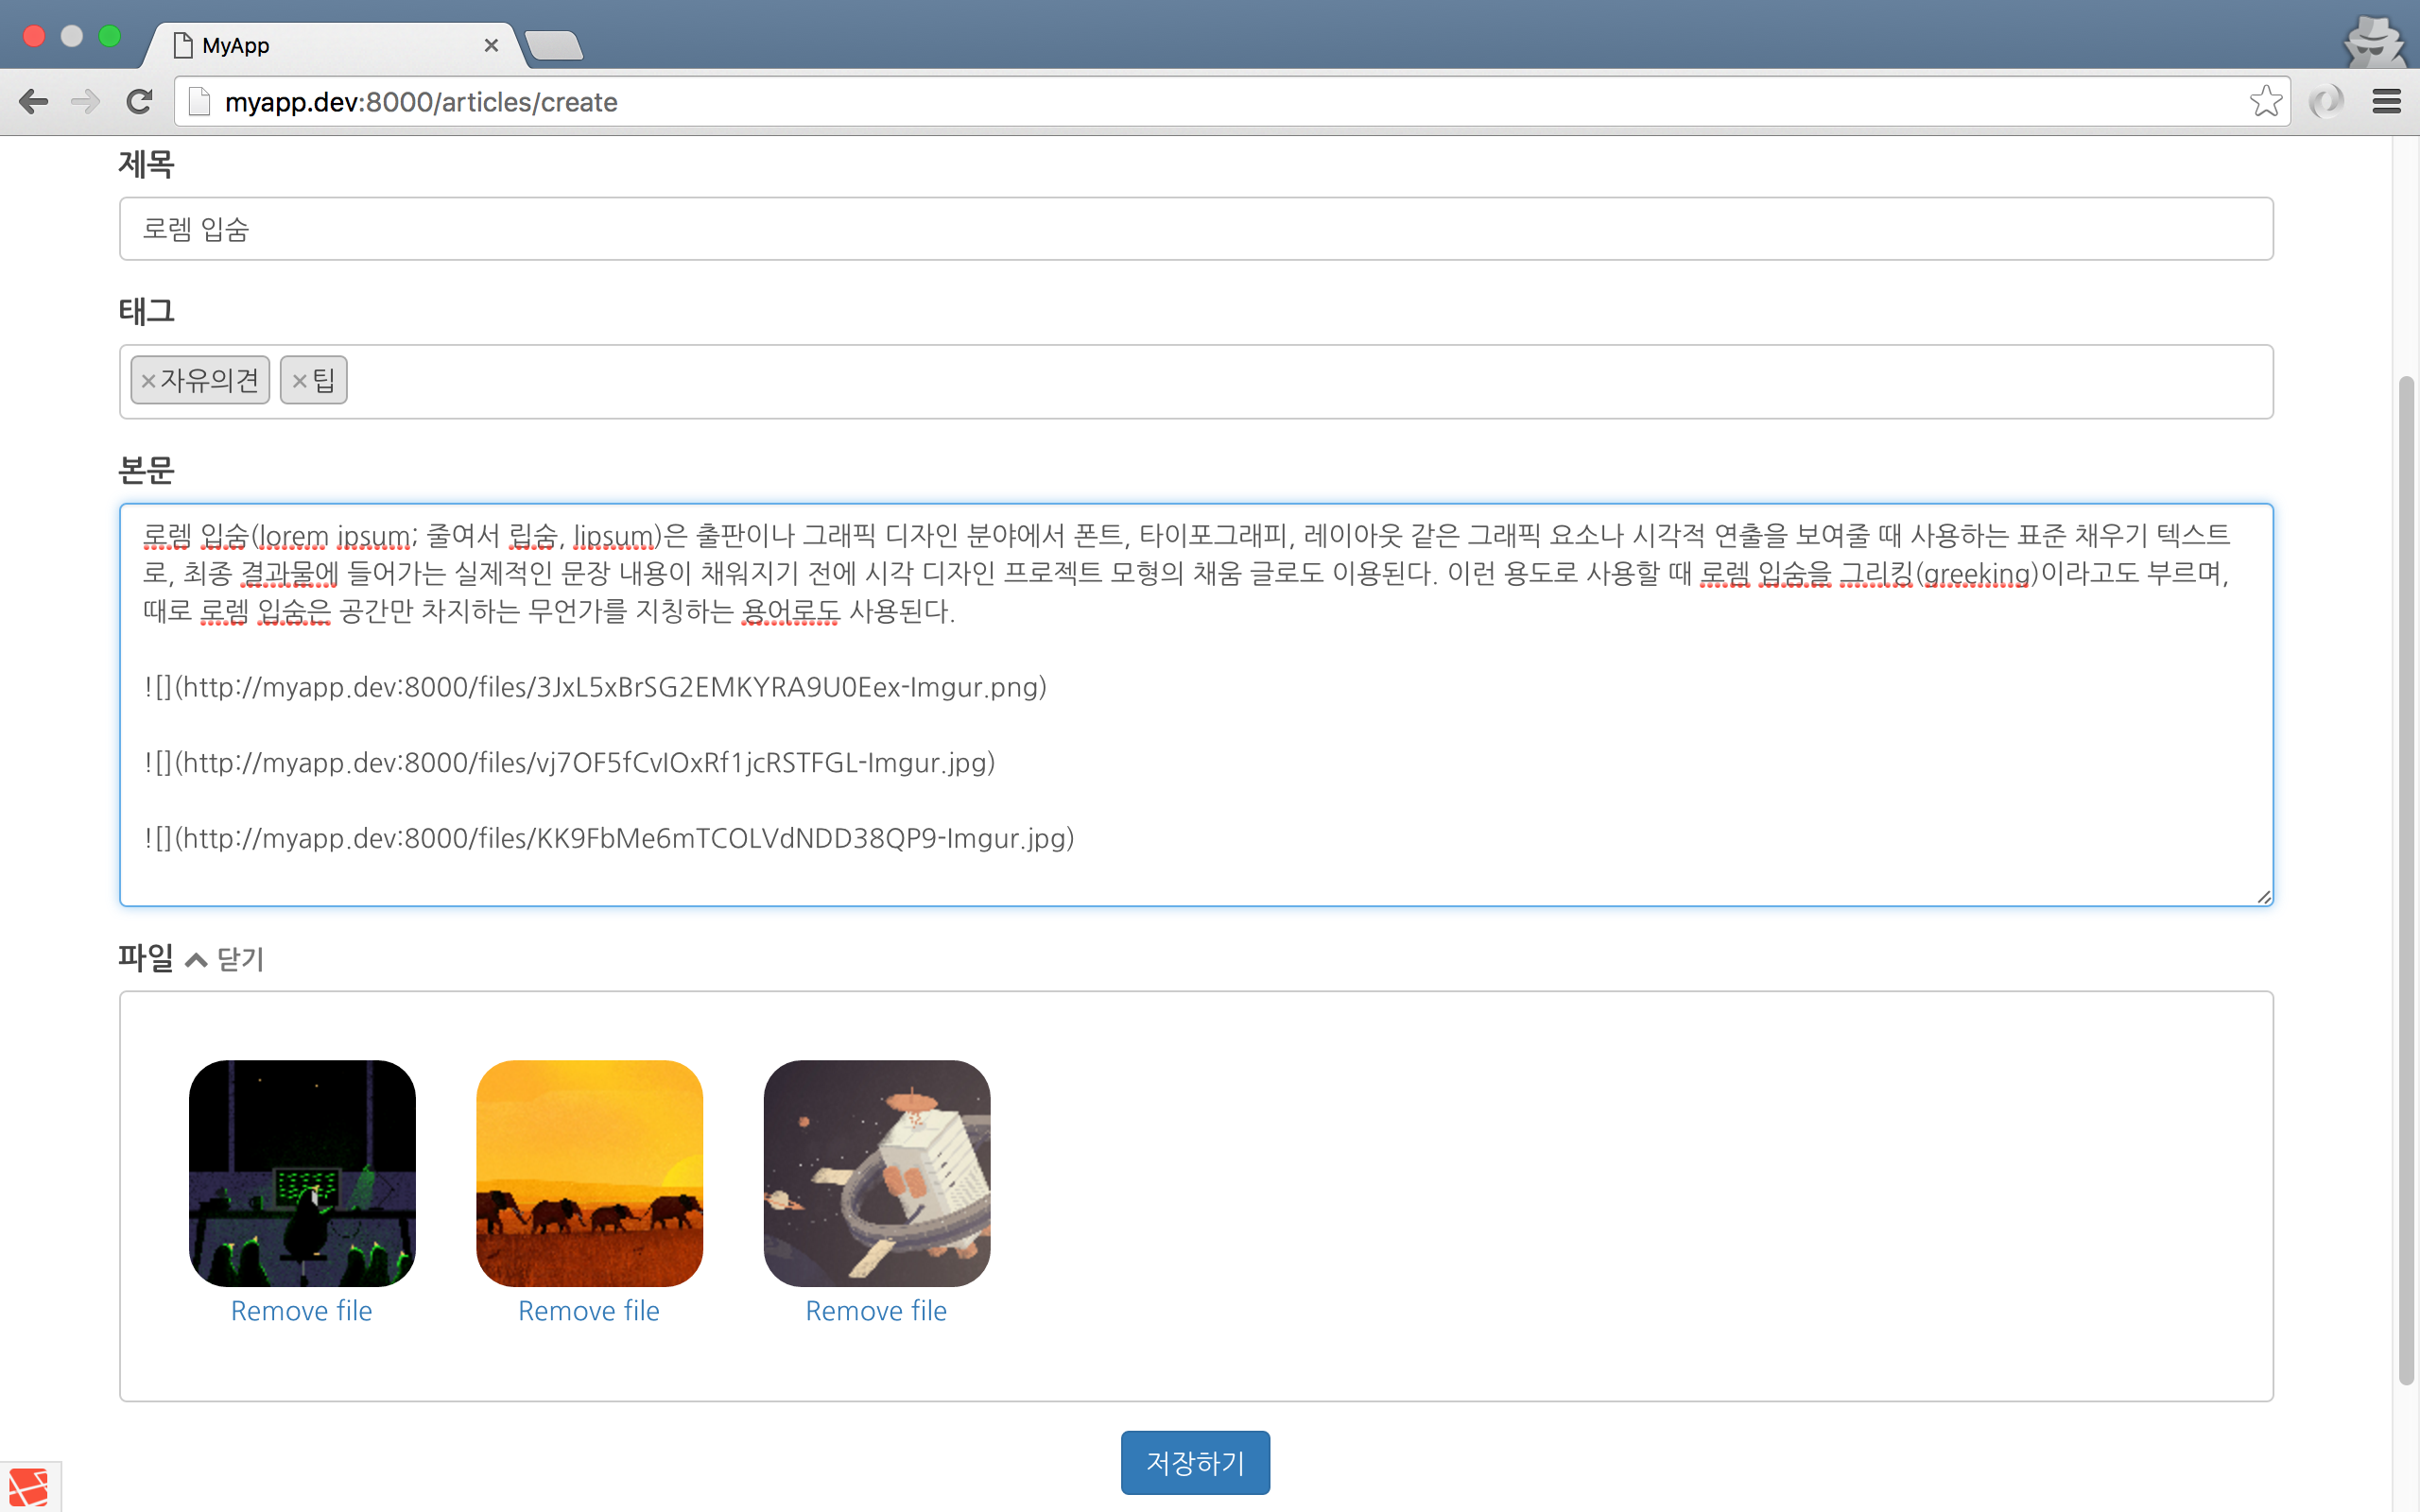 MyApp
myapp.dev:8000/articles/create
제목
로렘 입숨
태그
×자유의견 ×팁
본문
로렘 입숨(lorem ipsum; 줄여서 립숨, lipsum)은 출판이나 그래픽 디자인 분야에서 폰트, 타이포그래피, 레이아웃 같은 그래픽 요소나 시각적 연출을 보여줄 때 사용하는 표준 채우기 텍스트
로, 최종 결과물에 들어가는 실제적인 문장 내용이 채워지기 전에 시각 디자인 프로젝트 모형의 채움 글로도 이용된다. 이런 용도로 사용할 때 로렘 입숨을 그리킹(greeking)이라고도 부르며,
때로 로렘 입숨은 공간만 차지하는 무언가를 지칭하는 용어로도 사용된다.
![](http://myapp.dev:8000/files/3JxL5xBrSG2EMKYRA9U0Eex-Imgur.png)
![](http://myapp.dev:8000/files/vj7OF5fCvIOxRf1jcRSTFGL-Imgur.jpg)
![](http://myapp.dev:8000/files/KK9FbMe6mTCOLVdNDD38QP9-Imgur.jpg)
파일 닫기
Remove file Remove file Remove file
저장하기